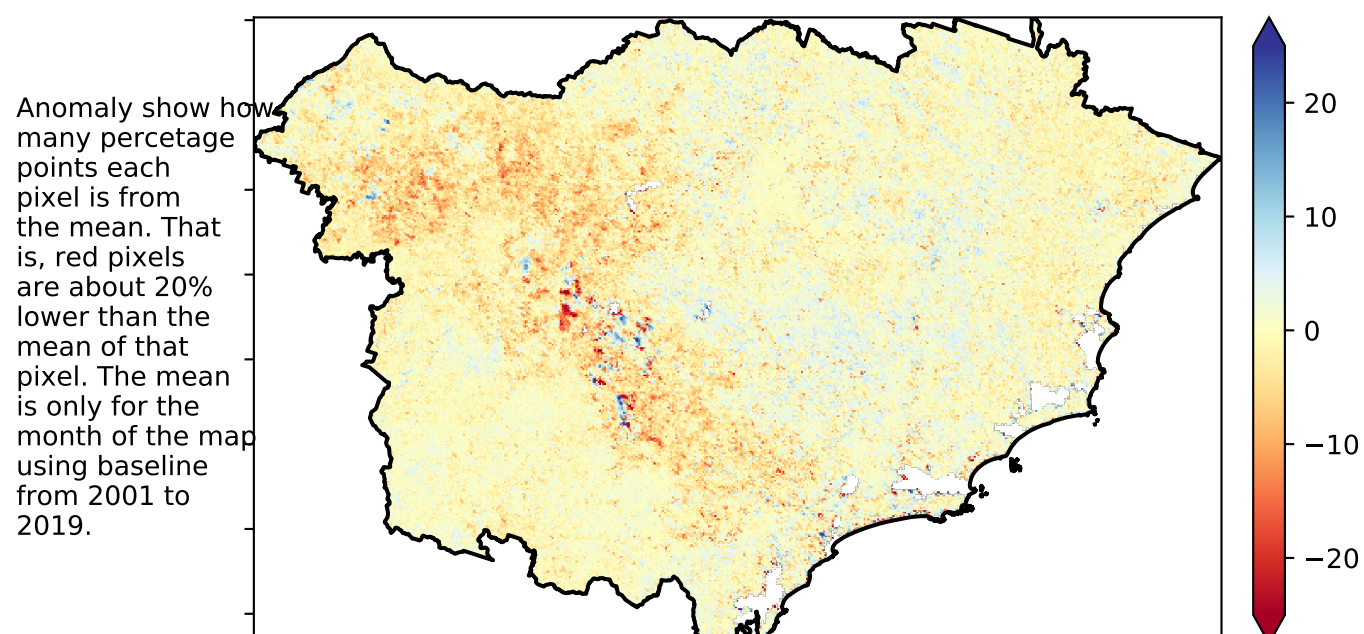 Anomaly show how
many percetage
points each
pixel is from
the mean. That
is, red pixels
are about 20%
lower than the
mean of that
pixel. The mean
is only for the
month of the map
using baseline
from 2001 to
2019.
20
10
0
−10
−20